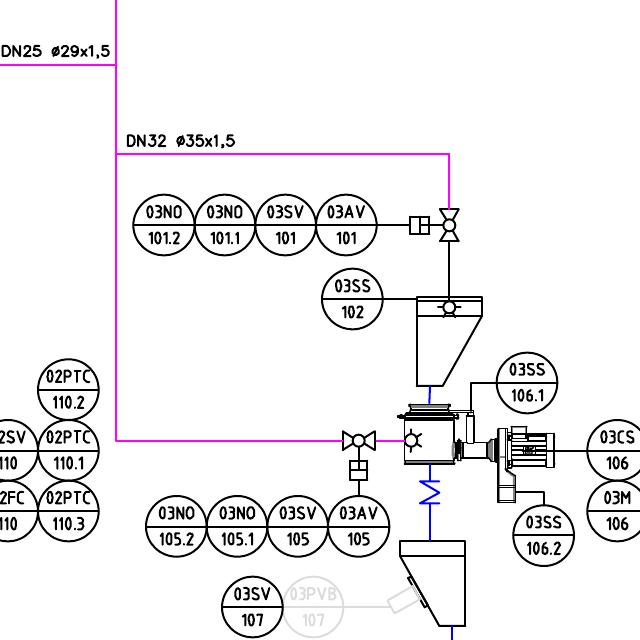 DN25 ø29x1,5
DN32 ø35x1,5
03NO 03NO 03SV 03AV
101.2 101.1 101 101
03SS
102
03SS
106.1
02PTC
110.2
2SV 02PTC
110 110.1
03CS
106
2FC 02PTC
110 110.3
03M
106
03NO 03NO 03SV 03AV
105.2 105.1 105 105
03SS
106.2
03SV 03PVB
107 107